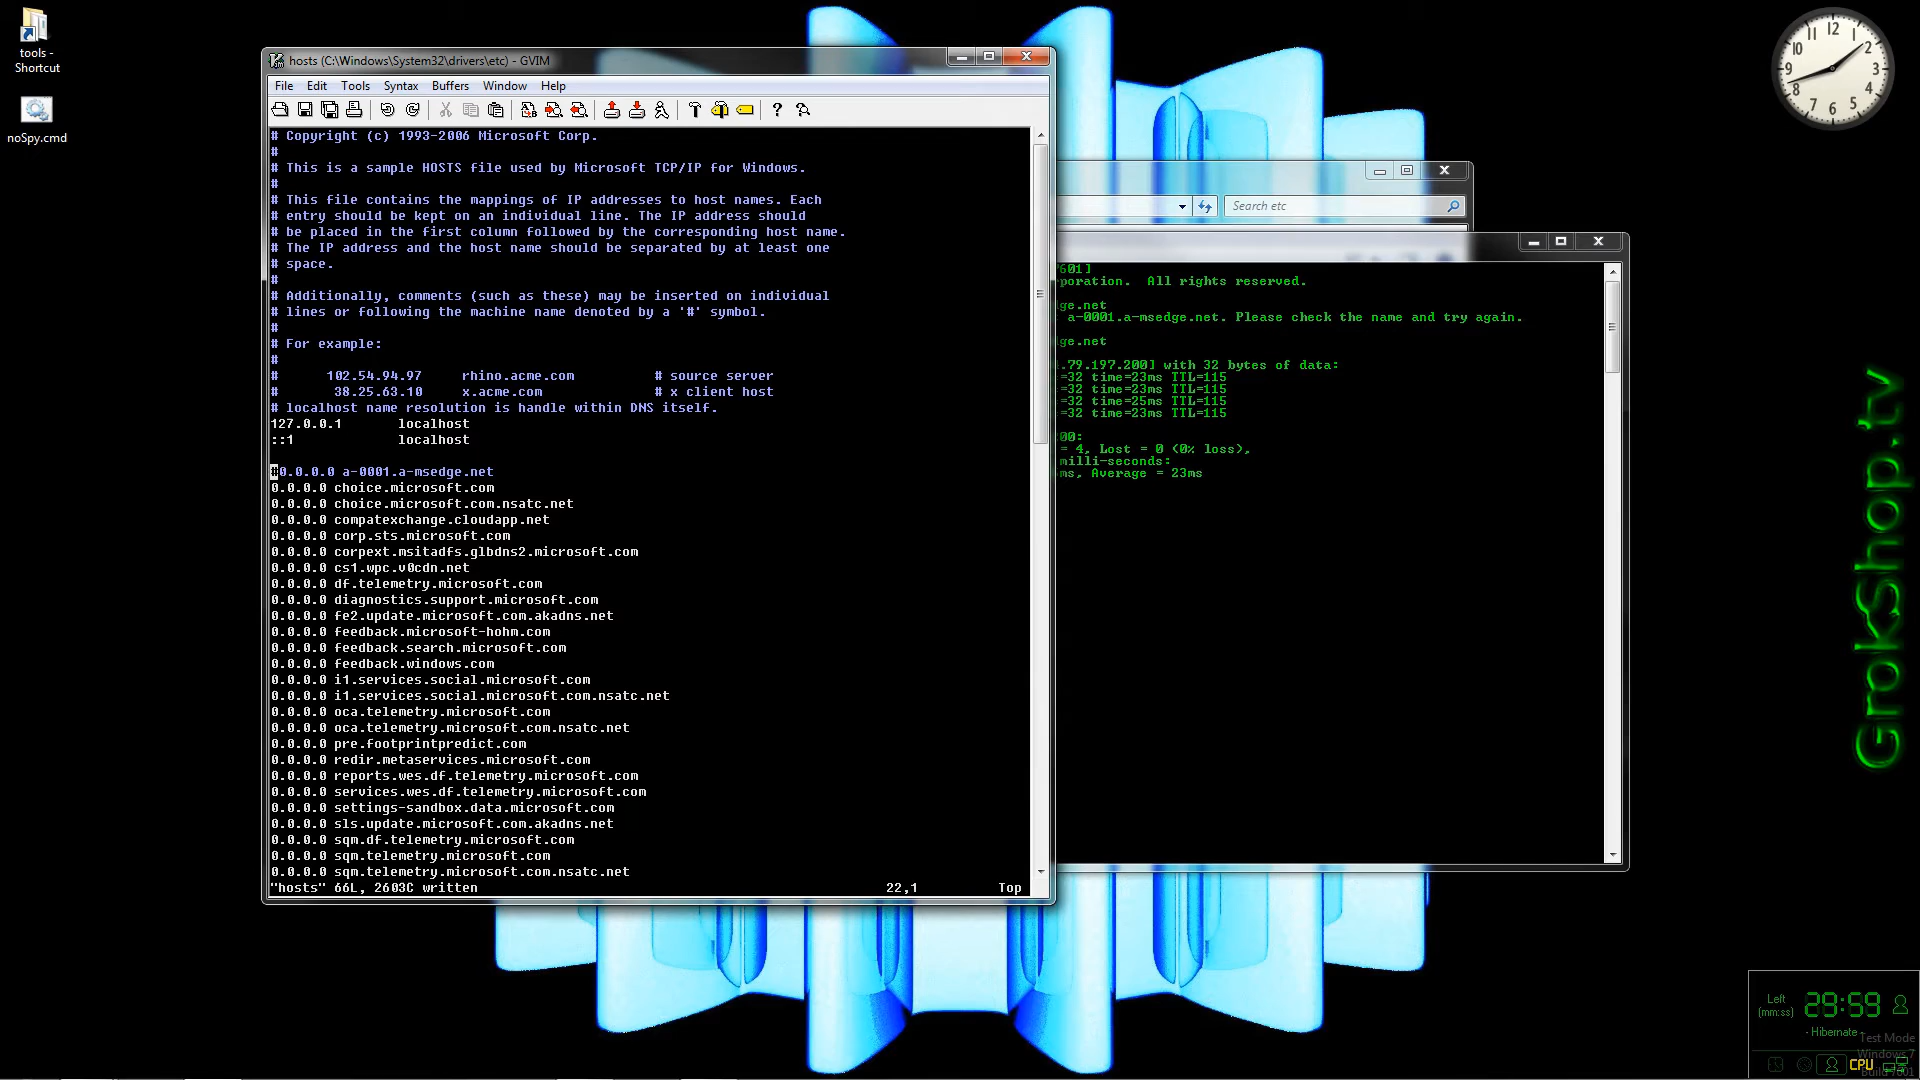 tools -
Shortcut
noSpy.cmd
hosts (C:\Windows\System32\drivers\etc) - GVIM
File Edit Tools Syntax Buffers Window Help
# Copyright (c) 1993-2006 Microsoft Corp.
#
# This is a sample HOSTS file used by Microsoft TCP/IP for Windows.
#
# This file contains the mappings of IP addresses to host names. Each
# entry should be kept on an individual line. The IP address should
# be placed in the first column followed by the corresponding host name.
# The IP address and the host name should be separated by at least one
# space.
#
# Additionally, comments (such as these) may be inserted on individual
# lines or following the machine name denoted by a '#' symbol.
#
# For example:
#
# 102.54.94.97 rhino.acme.com # source server
# 38.25.63.10 x.acme.com # x client host
# localhost name resolution is handle within DNS itself.
127.0.0.1 localhost
::1 localhost
#0.0.0.0 a-0001.a-msedge.net
0.0.0.0 choice.microsoft.com
0.0.0.0 choice.microsoft.com.nsatc.net
0.0.0.0 compatexchange.cloudapp.net
0.0.0.0 corp.sts.microsoft.com
0.0.0.0 corpext.msitadfs.glbdns2.microsoft.com
0.0.0.0 cs1.wpc.v0cdn.net
0.0.0.0 df.telemetry.microsoft.com
0.0.0.0 diagnostics.support.microsoft.com
0.0.0.0 fe2.update.microsoft.com.akadns.net
0.0.0.0 feedback.microsoft-hohm.com
0.0.0.0 feedback.search.microsoft.com
0.0.0.0 feedback.windows.com
0.0.0.0 i1.services.social.microsoft.com
0.0.0.0 i1.services.social.microsoft.com.nsatc.net
0.0.0.0 oca.telemetry.microsoft.com
0.0.0.0 oca.telemetry.microsoft.com.nsatc.net
0.0.0.0 pre.footprintpredict.com
0.0.0.0 redir.metaservices.microsoft.com
0.0.0.0 reports.wes.df.telemetry.microsoft.com
0.0.0.0 services.wes.df.telemetry.microsoft.com
0.0.0.0 settings-sandbox.data.microsoft.com
0.0.0.0 sls.update.microsoft.com.akadns.net
0.0.0.0 sqm.df.telemetry.microsoft.com
0.0.0.0 sqm.telemetry.microsoft.com
0.0.0.0 sqm.telemetry.microsoft.com.nsatc.net
"hosts" 66L, 2603C written 22,1 Top
Search etc
7601]
poration. All rights reserved.
ge.net
a-0001.a-msedge.net. Please check the name and try again.
ge.net
.79.197.200] with 32 bytes of data:
=32 time=23ms TTL=115
=32 time=23ms TTL=115
=32 time=25ms TTL=115
=32 time=23ms TTL=115
00:
= 4, Lost = 0 (0% loss),
milli-seconds:
ms, Average = 23ms
12 1 2 3 4 5 6 7 8 9 10 11
GrokShop.tv
Left
(mm:ss)
29:59
- Hibernate -
Test Mode
Windows 7
Build 7601
CPU